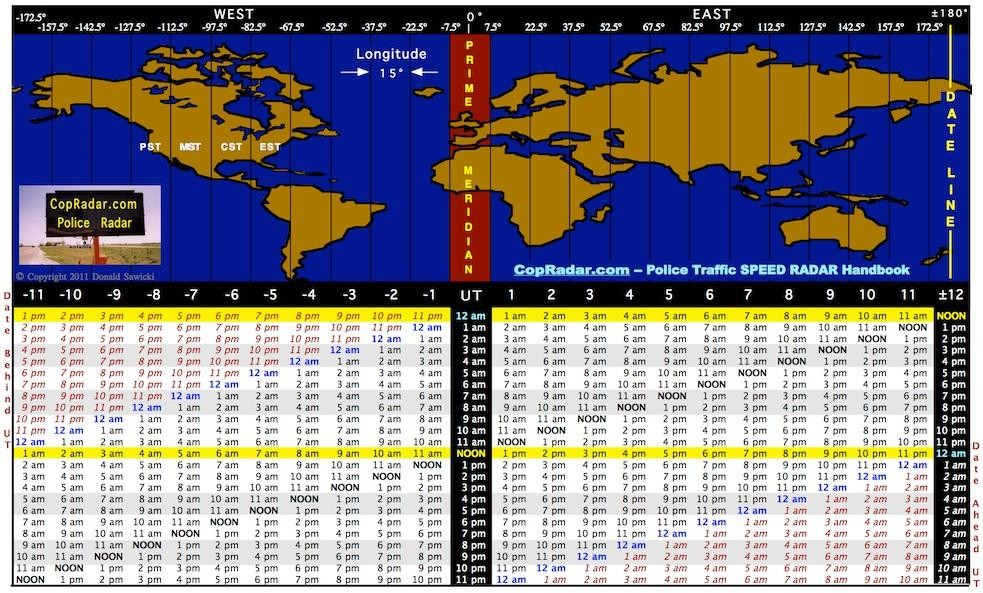 WEST 0° EAST ±180°
-172.5° -157.5° -142.5° -127.5° -112.5° -97.5° -82.5° -67.5° -52.5° -37.5° -22.5° -7.5° 7.5° 22.5° 37.5° 52.5° 67.5° 82.5° 97.5° 112.5° 127.5° 142.5° 157.5° 172.5°
Longitude
15°
PRIME MERIDIAN
DATE LINE
PST MST CST EST
CopRadar.com
Police Radar
© Copyright 2011 Donald Sawicki
CopRadar.com – Police Traffic SPEED RADAR Handbook
Date Behind UT
-11 -10 -9 -8 -7 -6 -5 -4 -3 -2 -1 UT 1 2 3 4 5 6 7 8 9 10 11 ±12
1 pm 2 pm 3 pm 4 pm 5 pm 6 pm 7 pm 8 pm 9 pm 10 pm 11 pm 12 am 1 am 2 am 3 am 4 am 5 am 6 am 7 am 8 am 9 am 10 am 11 am NOON
2 pm 3 pm 4 pm 5 pm 6 pm 7 pm 8 pm 9 pm 10 pm 11 pm 12 am 1 am 2 am 3 am 4 am 5 am 6 am 7 am 8 am 9 am 10 am 11 am NOON 1 pm
3 pm 4 pm 5 pm 6 pm 7 pm 8 pm 9 pm 10 pm 11 pm 12 am 1 am 2 am 3 am 4 am 5 am 6 am 7 am 8 am 9 am 10 am 11 am NOON 1 pm 2 pm
4 pm 5 pm 6 pm 7 pm 8 pm 9 pm 10 pm 11 pm 12 am 1 am 2 am 3 am 4 am 5 am 6 am 7 am 8 am 9 am 10 am 11 am NOON 1 pm 2 pm 3 pm
5 pm 6 pm 7 pm 8 pm 9 pm 10 pm 11 pm 12 am 1 am 2 am 3 am 4 am 5 am 6 am 7 am 8 am 9 am 10 am 11 am NOON 1 pm 2 pm 3 pm 4 pm
6 pm 7 pm 8 pm 9 pm 10 pm 11 pm 12 am 1 am 2 am 3 am 4 am 5 am 6 am 7 am 8 am 9 am 10 am 11 am NOON 1 pm 2 pm 3 pm 4 pm 5 pm
7 pm 8 pm 9 pm 10 pm 11 pm 12 am 1 am 2 am 3 am 4 am 5 am 6 am 7 am 8 am 9 am 10 am 11 am NOON 1 pm 2 pm 3 pm 4 pm 5 pm 6 pm
8 pm 9 pm 10 pm 11 pm 12 am 1 am 2 am 3 am 4 am 5 am 6 am 7 am 8 am 9 am 10 am 11 am NOON 1 pm 2 pm 3 pm 4 pm 5 pm 6 pm 7 pm
9 pm 10 pm 11 pm 12 am 1 am 2 am 3 am 4 am 5 am 6 am 7 am 8 am 9 am 10 am 11 am NOON 1 pm 2 pm 3 pm 4 pm 5 pm 6 pm 7 pm 8 pm
10 pm 11 pm 12 am 1 am 2 am 3 am 4 am 5 am 6 am 7 am 8 am 9 am 10 am 11 am NOON 1 pm 2 pm 3 pm 4 pm 5 pm 6 pm 7 pm 8 pm 9 pm
11 pm 12 am 1 am 2 am 3 am 4 am 5 am 6 am 7 am 8 am 9 am 10 am 11 am NOON 1 pm 2 pm 3 pm 4 pm 5 pm 6 pm 7 pm 8 pm 9 pm 10 pm
12 am 1 am 2 am 3 am 4 am 5 am 6 am 7 am 8 am 9 am 10 am 11 am NOON 1 pm 2 pm 3 pm 4 pm 5 pm 6 pm 7 pm 8 pm 9 pm 10 pm 11 pm
1 am 2 am 3 am 4 am 5 am 6 am 7 am 8 am 9 am 10 am 11 am NOON 1 pm 2 pm 3 pm 4 pm 5 pm 6 pm 7 pm 8 pm 9 pm 10 pm 11 pm 12 am
2 am 3 am 4 am 5 am 6 am 7 am 8 am 9 am 10 am 11 am NOON 1 pm 2 pm 3 pm 4 pm 5 pm 6 pm 7 pm 8 pm 9 pm 10 pm 11 pm 12 am 1 am
3 am 4 am 5 am 6 am 7 am 8 am 9 am 10 am 11 am NOON 1 pm 2 pm 3 pm 4 pm 5 pm 6 pm 7 pm 8 pm 9 pm 10 pm 11 pm 12 am 1 am 2 am
4 am 5 am 6 am 7 am 8 am 9 am 10 am 11 am NOON 1 pm 2 pm 3 pm 4 pm 5 pm 6 pm 7 pm 8 pm 9 pm 10 pm 11 pm 12 am 1 am 2 am 3 am
5 am 6 am 7 am 8 am 9 am 10 am 11 am NOON 1 pm 2 pm 3 pm 4 pm 5 pm 6 pm 7 pm 8 pm 9 pm 10 pm 11 pm 12 am 1 am 2 am 3 am 4 am
6 am 7 am 8 am 9 am 10 am 11 am NOON 1 pm 2 pm 3 pm 4 pm 5 pm 6 pm 7 pm 8 pm 9 pm 10 pm 11 pm 12 am 1 am 2 am 3 am 4 am 5 am
7 am 8 am 9 am 10 am 11 am NOON 1 pm 2 pm 3 pm 4 pm 5 pm 6 pm 7 pm 8 pm 9 pm 10 pm 11 pm 12 am 1 am 2 am 3 am 4 am 5 am 6 am
8 am 9 am 10 am 11 am NOON 1 pm 2 pm 3 pm 4 pm 5 pm 6 pm 7 pm 8 pm 9 pm 10 pm 11 pm 12 am 1 am 2 am 3 am 4 am 5 am 6 am 7 am
9 am 10 am 11 am NOON 1 pm 2 pm 3 pm 4 pm 5 pm 6 pm 7 pm 8 pm 9 pm 10 pm 11 pm 12 am 1 am 2 am 3 am 4 am 5 am 6 am 7 am 8 am
10 am 11 am NOON 1 pm 2 pm 3 pm 4 pm 5 pm 6 pm 7 pm 8 pm 9 pm 10 pm 11 pm 12 am 1 am 2 am 3 am 4 am 5 am 6 am 7 am 8 am 9 am
11 am NOON 1 pm 2 pm 3 pm 4 pm 5 pm 6 pm 7 pm 8 pm 9 pm 10 pm 11 pm 12 am 1 am 2 am 3 am 4 am 5 am 6 am 7 am 8 am 9 am 10 am
NOON 1 pm 2 pm 3 pm 4 pm 5 pm 6 pm 7 pm 8 pm 9 pm 10 pm 11 pm 12 am 1 am 2 am 3 am 4 am 5 am 6 am 7 am 8 am 9 am 10 am 11 am
Date Ahead UT